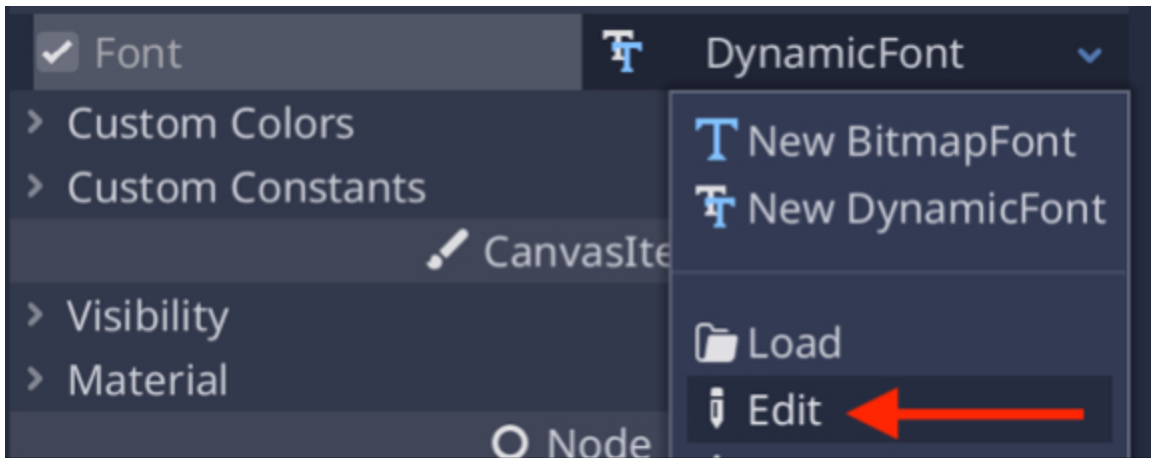 Font DynamicFont
Custom Colors
New BitmapFont
Custom Constants
New DynamicFont
CanvasIte
Visibility
Load
Material
Edit
Node